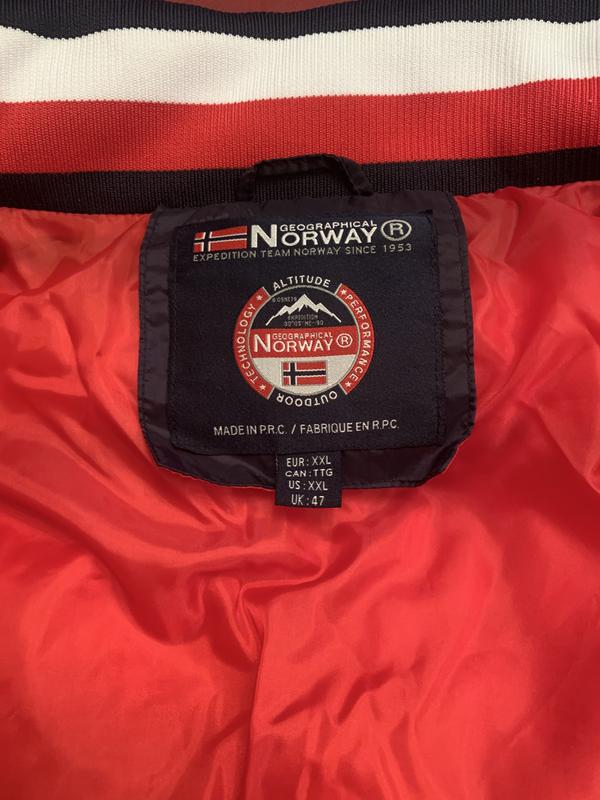 GEOGRAPHICAL
NORWAY ®
EXPEDITION TEAM NORWAY SINCE 1953
ALTITUDE
TECHNOLOGY
PERFORMANCE
EXPEDITION
GEOGRAPHICAL
NORWAY ®
OUTDOOR
MADE IN P.R.C. / FABRIQUE EN R.P.C.
EUR: XXL
CAN: TTG
US: XXL
UK: 47